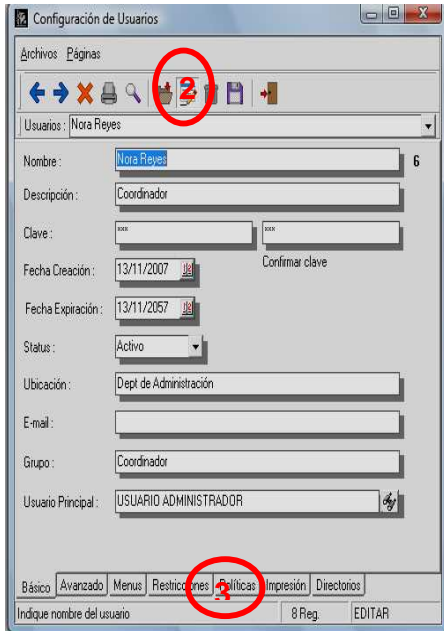 Configuración de Usuarios
Archivos Páginas
2
Usuarios : Nora Reyes
Nombre : Nora Reyes 6
Descripción : Coordinador
Clave : *** ***
Confirmar clave
Fecha Creación : 13/11/2007
Fecha Expiración : 13/11/2057
Status : Activo
Ubicación : Dept de Administración
E-mail :
Grupo : Coordinador
Usuario Principal : USUARIO ADMINISTRADOR
Básico Avanzado Menus Restricciones Políticas Impresión Directorios
3
Indique nombre del usuario 8 Reg. EDITAR